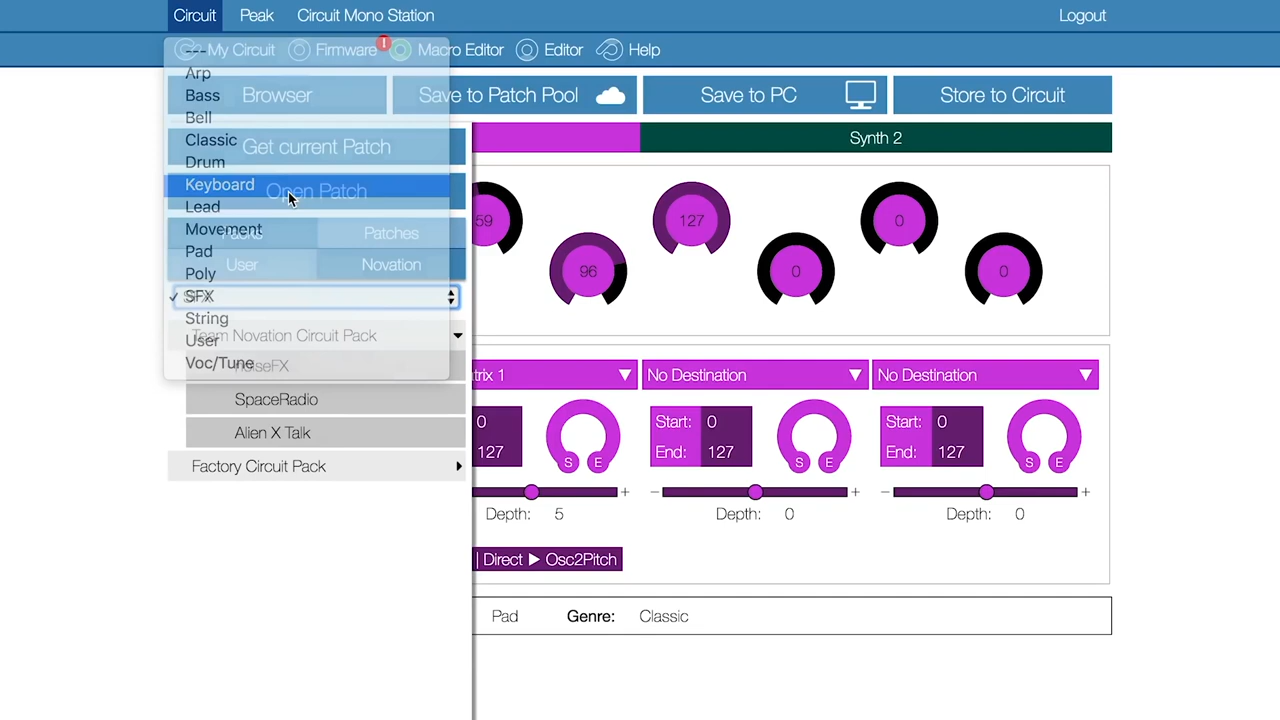 Circuit Peak Circuit Mono Station Logout
My Circuit Firmware ! Macro Editor Editor Help
---
Arp
Bass
Bell
Classic
Drum
Keyboard
Lead
Movement
Pad
Poly
✓ SFX
String
User
Voc/Tune
Browser Save to Patch Pool Save to PC Store to Circuit
Get current Patch
Open Patch
Packs Patches
User Novation
Team Novation Circuit Pack
noiseFX
SpaceRadio
Alien X Talk
Factory Circuit Pack
Synth 2
59 127 0
96 0 0
trix 1 No Destination No Destination
0 Start: 0 Start: 0
127 End: 127 End: 127
S E S E S E
+ − + − +
Depth: 5 Depth: 0 Depth: 0
| Direct ▶ Osc2Pitch
Pad Genre: Classic